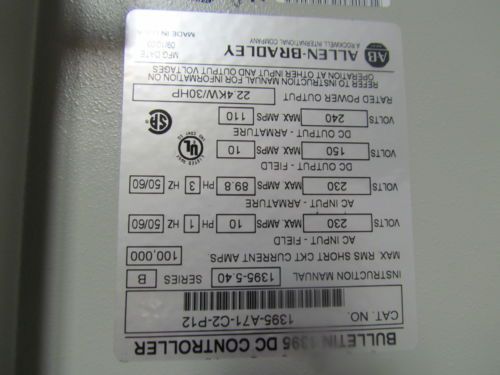 BULLETIN 1395 DC CONTROLLER
CAT. NO. 1395-A71-C2-P12
INSTRUCTION MANUAL 1395-5.40 SERIES B
MAX. RMS SHORT CKT CURRENT AMPS 100,000
AC INPUT - FIELD
VOLTS 230 MAX. AMPS 10 PH 1 HZ 50/60
AC INPUT - ARMATURE
VOLTS 230 MAX. AMPS 89.8 PH 3 HZ 50/60
DC OUTPUT - FIELD
VOLTS 150 MAX. AMPS 10
DC OUTPUT - ARMATURE
VOLTS 240 MAX AMPS 110
RATED POWER OUTPUT 22.4KW/30HP
REFER TO INSTRUCTION MANUAL FOR INFORMATION ON
OPERATION AT OTHER INPUT AND OUTPUT VOLTAGES
AB ALLEN-BRADLEY
A ROCKWELL INTERNATIONAL COMPANY
MFG DATE
MADE IN U.S.A.
UL
SA